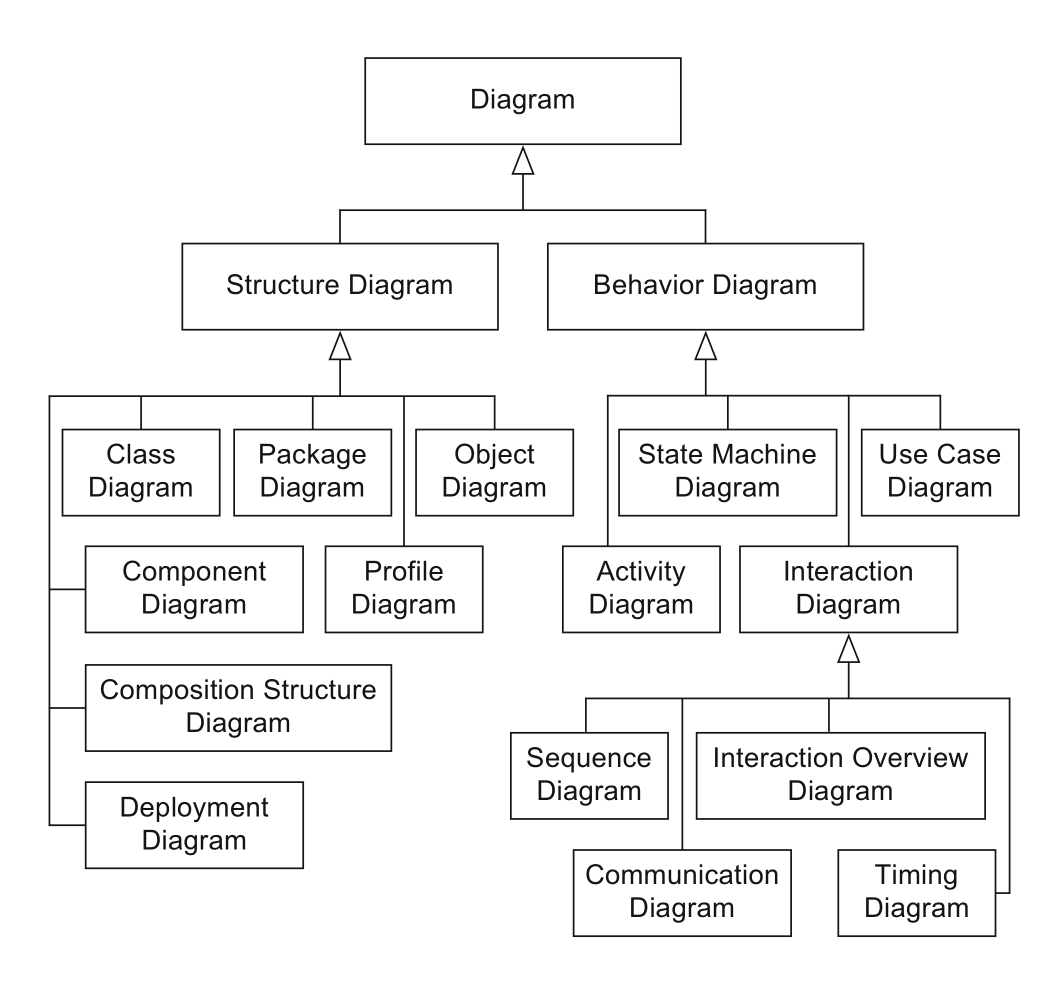 Diagram
Structure Diagram
Behavior Diagram
Class
Diagram
Package
Diagram
Object
Diagram
State Machine
Diagram
Use Case
Diagram
Component
Diagram
Profile
Diagram
Activity
Diagram
Interaction
Diagram
Composition Structure
Diagram
Deployment
Diagram
Sequence
Diagram
Interaction Overview
Diagram
Communication
Diagram
Timing
Diagram